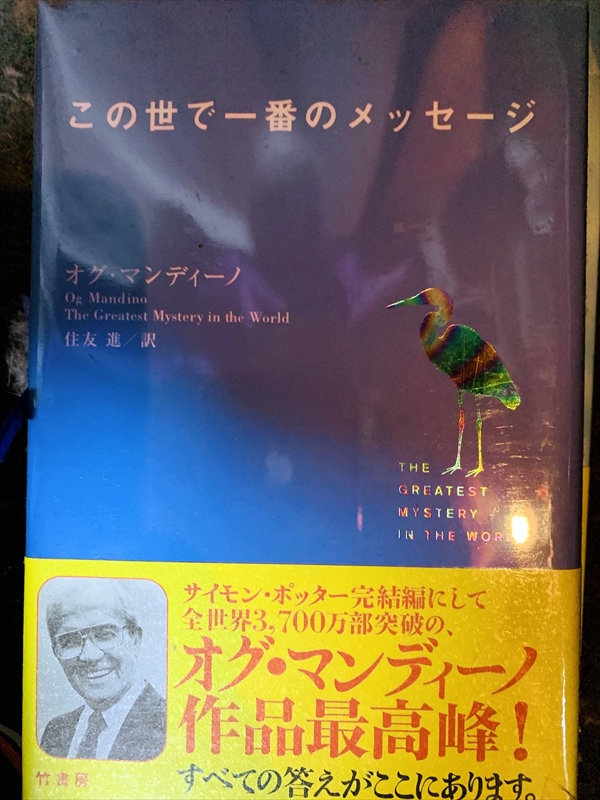 この世で一番のメッセージ
オグ・マンディーノ
Og Mandino
The Greatest Mystery in the World
住友 進／訳
THE
GREATEST
MYSTERY
IN THE WOR
サイモン・ポッター完結編にして
全世界3,700万部突破の、
オグ・マンディーノ
作品最高峰！
すべての答えがここにあります。
竹書房